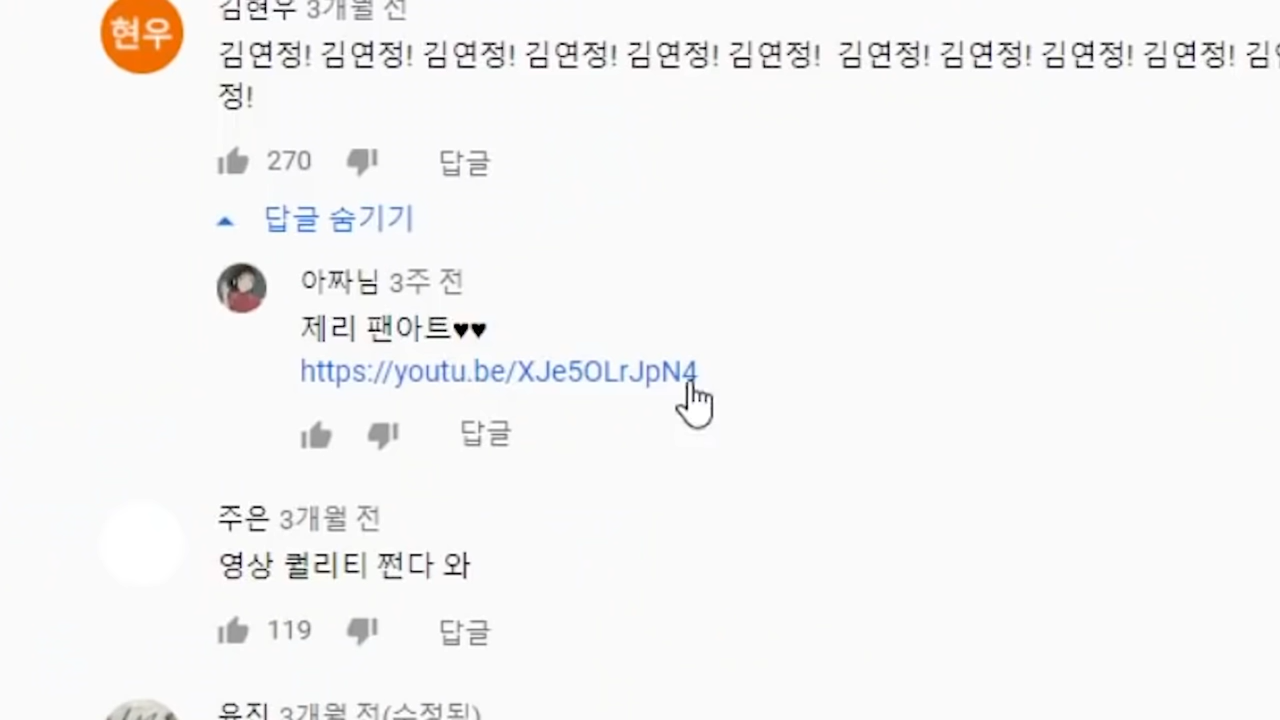 현우
김현우 3개월 전
김연정! 김연정! 김연정! 김연정! 김연정! 김연정! 김연정! 김연정! 김연정! 김연정!
정!
270 답글
답글 숨기기
아짜님 3주 전
제리 팬아트♥♥
https://youtu.be/XJe5OLrJpN4
답글
주은 3개월 전
영상 퀄리티 쩐다 와
119 답글
유진 3개월 전(수정됨)